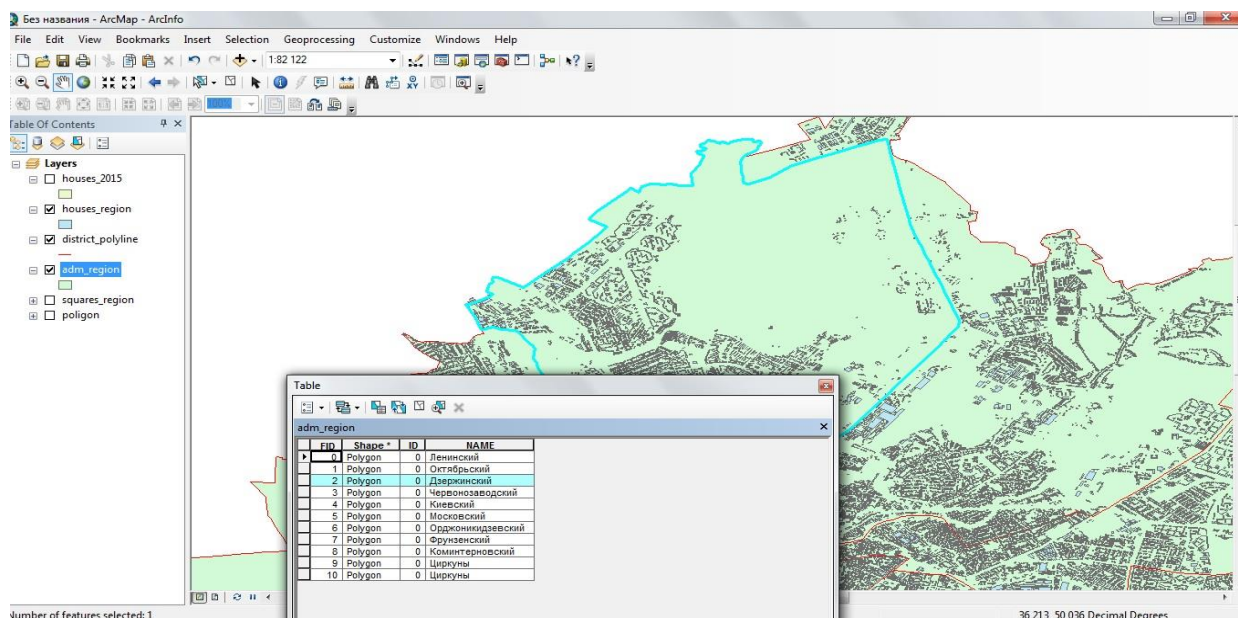 Без названия - ArcMap - ArcInfo
File Edit View Bookmarks Insert Selection Geoprocessing Customize Windows Help
1:82 122
100%
Table Of Contents
Layers
houses_2015
houses_region
district_polyline
adm_region
squares_region
poligon
Table
adm_region
FID Shape * ID NAME
0 Polygon 0 Ленинский
1 Polygon 0 Октябрьский
2 Polygon 0 Дзержинский
3 Polygon 0 Червонозаводский
4 Polygon 0 Киевский
5 Polygon 0 Московский
6 Polygon 0 Орджоникидзевский
7 Polygon 0 Фрунзенский
8 Polygon 0 Коминтерновский
9 Polygon 0 Циркуны
10 Polygon 0 Циркуны
Number of features selected: 1
36,213 50,036 Decimal Degrees